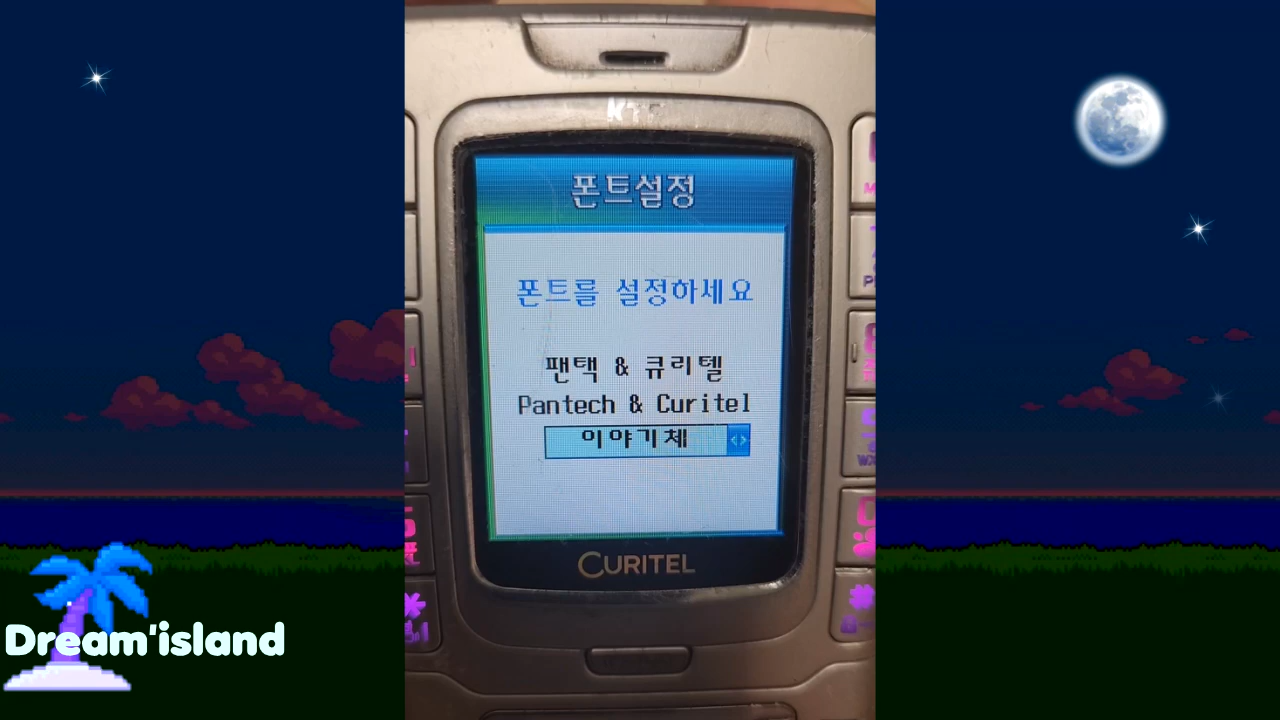 KTF
폰트설정
폰트를 설정하세요
팬택 & 큐리텔
Pantech & Curitel
이야기체
CURITEL
Dream'island